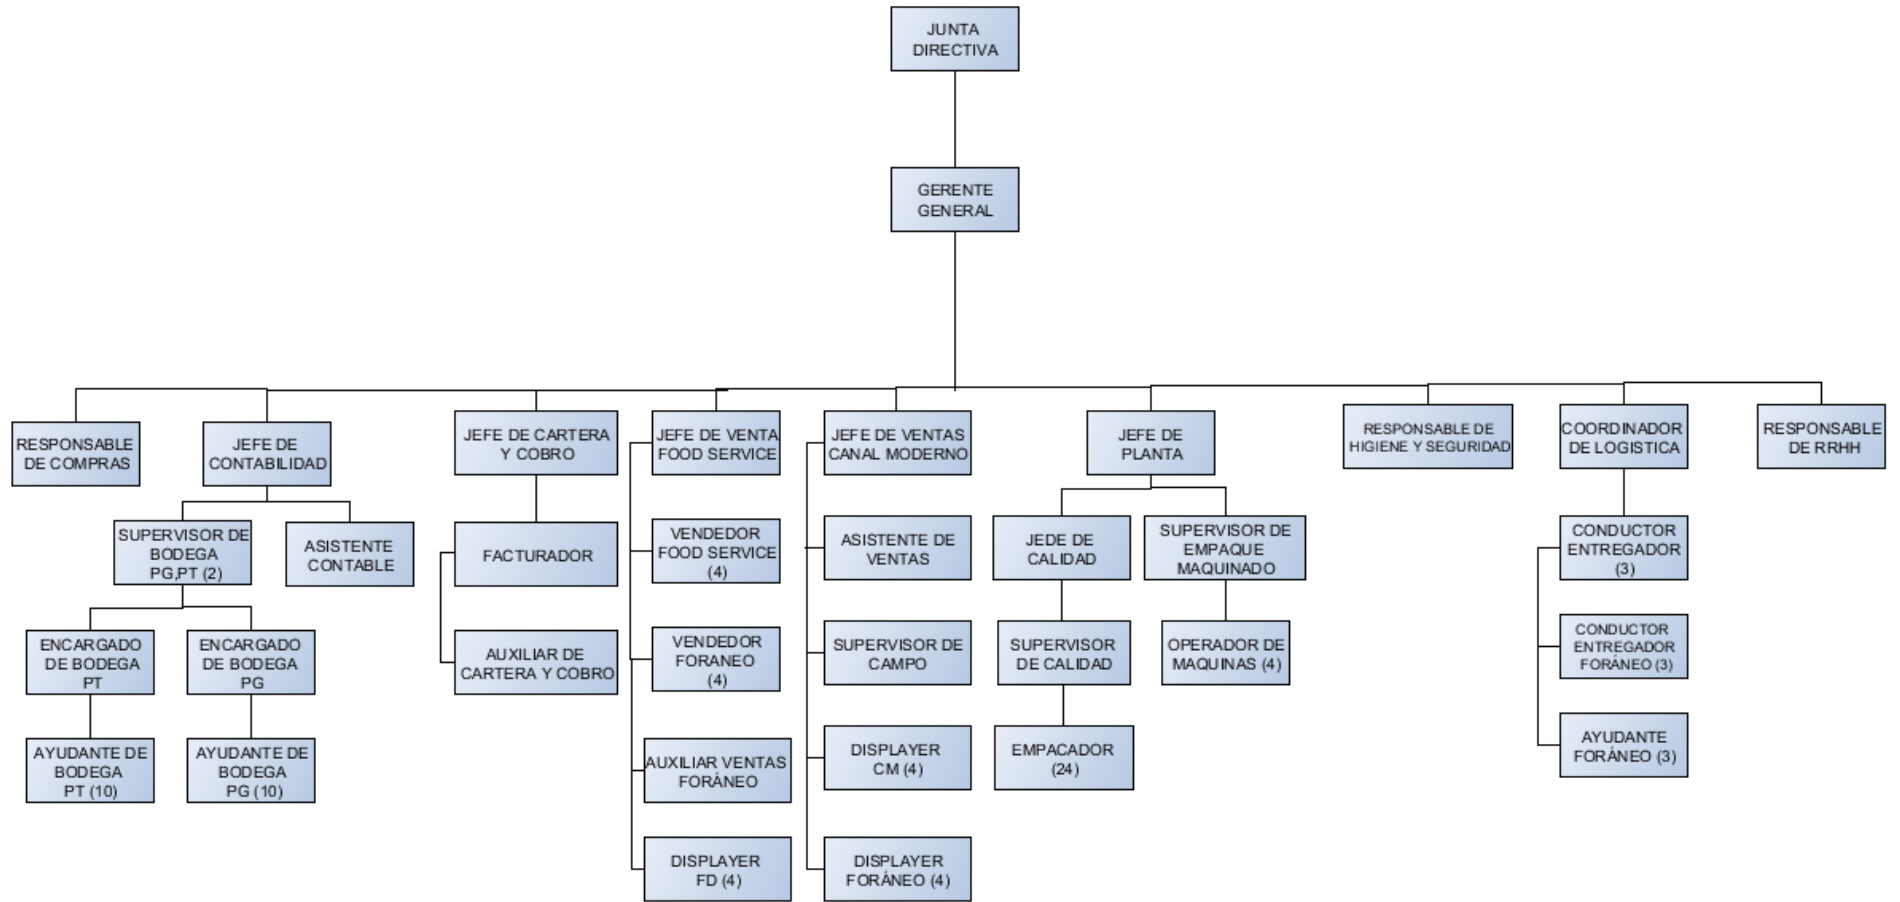 JUNTA
DIRECTIVA
GERENTE
GENERAL
RESPONSABLE
DE COMPRAS
JEFE DE
CONTABILIDAD
JEFE DE CARTERA
Y COBRO
JEFE DE VENTA
FOOD SERVICE
JEFE DE VENTAS
CANAL MODERNO
JEFE DE
PLANTA
RESPONSABLE DE
HIGIENE Y SEGURIDAD
COORDINADOR
DE LOGISTICA
RESPONSABLE
DE RRHH
SUPERVISOR DE
BODEGA
PG,PT (2)
ASISTENTE
CONTABLE
FACTURADOR
VENDEDOR
FOOD SERVICE
(4)
ASISTENTE DE
VENTAS
JEDE DE
CALIDAD
SUPERVISOR DE
EMPAQUE
MAQUINADO
CONDUCTOR
ENTREGADOR
(3)
ENCARGADO
DE BODEGA
PT
ENCARGADO
DE BODEGA
PG
AUXILIAR DE
CARTERA Y COBRO
VENDEDOR
FORANEO
(4)
SUPERVISOR DE
CAMPO
SUPERVISOR
DE CALIDAD
OPERADOR DE
MAQUINAS (4)
CONDUCTOR
ENTREGADOR
FORÁNEO (3)
AYUDANTE DE
BODEGA
PT (10)
AYUDANTE DE
BODEGA
PG (10)
AUXILIAR VENTAS
FORÁNEO
DISPLAYER
CM (4)
EMPACADOR
(24)
AYUDANTE
FORÁNEO (3)
DISPLAYER
FD (4)
DISPLAYER
FORÁNEO (4)